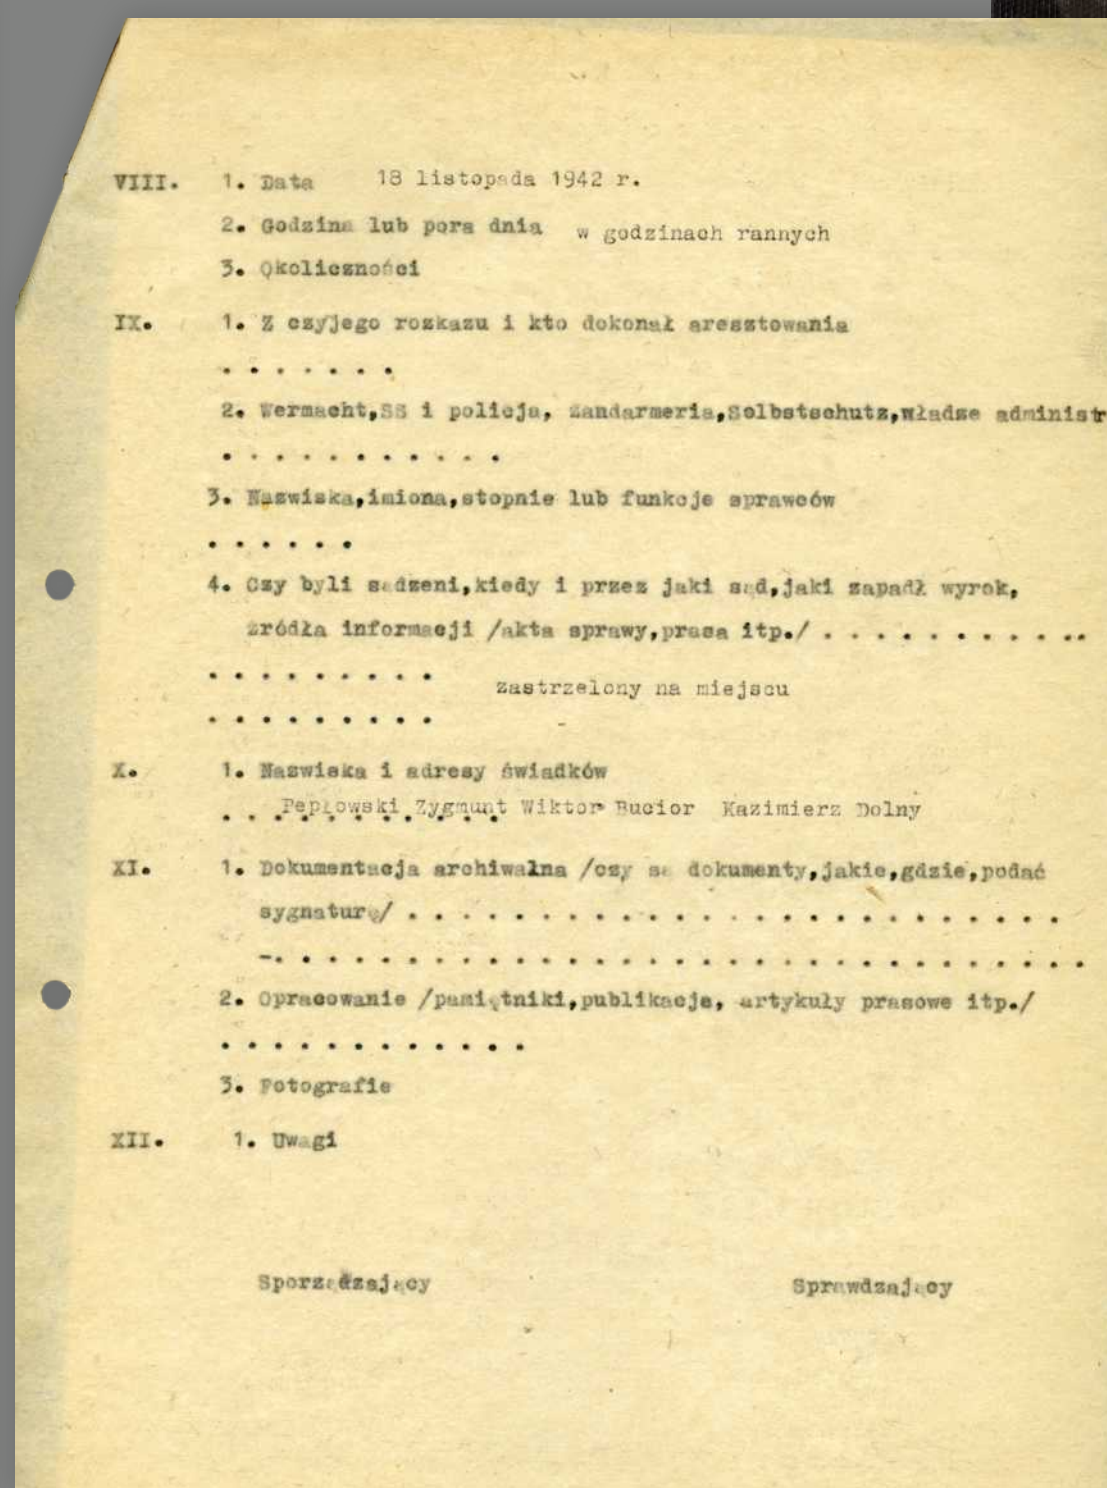 VIII. 1. Data 18 listopada 1942 r.
2. Godzina lub pora dnia w godzinach rannych
3. Okoliczności
IX. 1. Z czyjego rozkazu i kto dokonał aresztowania
. . . . . . .
2. Wermacht,SS i policja, żandarmeria,Selbstschutz,władze administr
. . . . . . . . . . .
3. Nazwiska,imiona,stopnie lub funkcje sprawców
. . . . . .
4. Czy byli sądzeni,kiedy i przez jaki sąd,jaki zapadł wyrok,
źródła informacji /akta sprawy,prasa itp./ . . . . . . . . . . .
. . . . . . . . .
zastrzelony na miejscu
. . . . . . . . .
X. 1. Nazwiska i adresy świadków
. . . . . . . . . . . Pepłowski Zygmunt Wiktor Bucior Kazimierz Dolny
XI. 1. Dokumentacja archiwalna /czy są dokumenty,jakie,gdzie,podać
sygnaturę/ . . . . . . . . . . . . . . . . . . . . . . . . .
-. . . . . . . . . . . . . . . . . . . . . . . . . . . . . . .
2. Opracowanie /pamiętniki,publikacje, artykuły prasowe itp./
. . . . . . . . . . . .
3. Fotografie
XII. 1. Uwagi
Sporządzający Sprawdzający